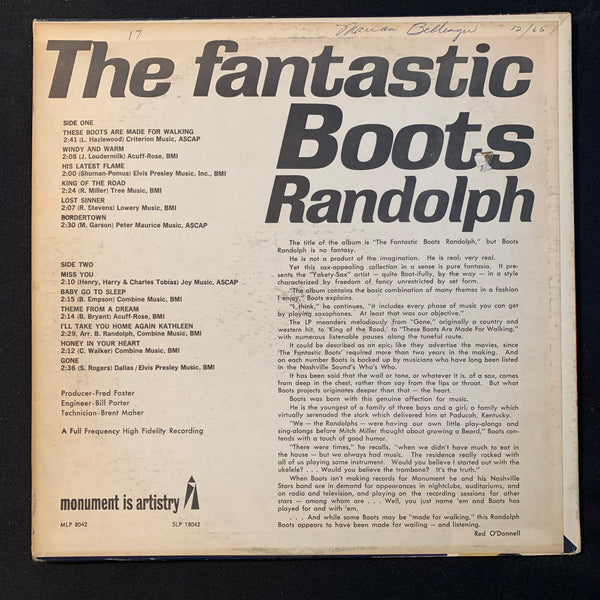 17
Marian Bellinger
12/66
The fantastic
Boots
Randolph
SIDE ONE
THESE BOOTS ARE MADE FOR WALKING
2:41 (L. Hazlewood) Criterion Music, ASCAP
WINDY AND WARM
2:08 (J. Loudermilk) Acuff-Rose, BMI
HIS LATEST FLAME
2:00 (Shuman-Pomus) Elvis Presley Music, Inc., BMI
KING OF THE ROAD
2:24 (R. Miller) Tree Music, BMI
LOST SINNER
2:07 (R. Stevens) Lowery Music, BMI
BORDERTOWN
2:30 (M. Garson) Peter Maurice Music, ASCAP
SIDE TWO
MISS YOU
2:10 (Henry, Harry & Charles Tobias) Joy Music, ASCAP
BABY GO TO SLEEP
2:15 (B. Empson) Combine Music, BMI
THEME FROM A DREAM
2:14 (B. Bryant) Acuff-Rose, BMI
I'LL TAKE YOU HOME AGAIN KATHLEEN
2:29, Arr. B. Randolph, Combine Music, BMI
HONEY IN YOUR HEART
2:12 (C. Walker) Combine Music, BMI
GONE
2:36 (S. Rogers) Dallas/Elvis Presley Music, BMI
Producer-Fred Foster
Engineer-Bill Porter
Technician-Brent Maher
A Full Frequency High Fidelity Recording
monument is artistry
MLP 8042
SLP 18042
The title of the album is "The Fantastic Boots Randolph," but Boots
Randolph is no fantasy.
He is not a product of the imagination. He is real; very real.
Yet this sax-appealing collection in a sense is pure fantasia. It pre-
sents the "Yakety-Sax" artist — quite Boot-ifully, by the way — in a style
characterized by freedom of fancy unrestricted by set form.
"The album contains the basic combination of many themes in a fashion
I enjoy," Boots explains.
"I think," he continues, "it includes every phase of music you can get
by playing saxophones. At least that was our objective."
The LP meanders melodiously from "Gone," originally a country and
western hit, to 'King of the Road,' to "These Boots Are Made For Walking,"
with numerous listenable pauses along the tuneful route.
It could be described as an epic; like they advertise the movies, since
'The Fantastic Boots' required more than two years in the making. And
on each number Boots is backed up by musicians who have long been listed
in the Nashville Sound's Who's Who.
It has been said that the wail or tone, or whatever it is, of a sax, comes
from deep in the chest, rather than say from the lips or throat. But what
Boots projects originates deeper than that — the heart.
Boots was born with this genuine affection for music.
He is the youngest of a family of three boys and a girl; a family which
virtually serenaded the stork which delivered him at Paducah, Kentucky.
"We — the Randolphs — were having our own little play-alongs and
sing-alongs before Mitch Miller thought about growing a Beard," Boots con-
tends with a touch of good humor.
"There were times," he recalls, "when we didn't have much to eat in
the house — but we always had music. The residence really rocked with
all of us playing some instrument. Would you believe I started out with the
ukelele? . . . Would you believe the trombone? It's the truth."
When Boots isn't making records for Monument he and his Nashville
Stars band are in demand for appearances in nightclubs, auditoriums, and
on radio and television, and playing on the recording sessions for other
stars — among whom are . . . Well, you just name 'em and Boots has
played for and with 'em.
. . . . And while some Boots may be "made for walking," this Randolph
Boots appears to have been made for wailing — and listening.
Red O'Donnell